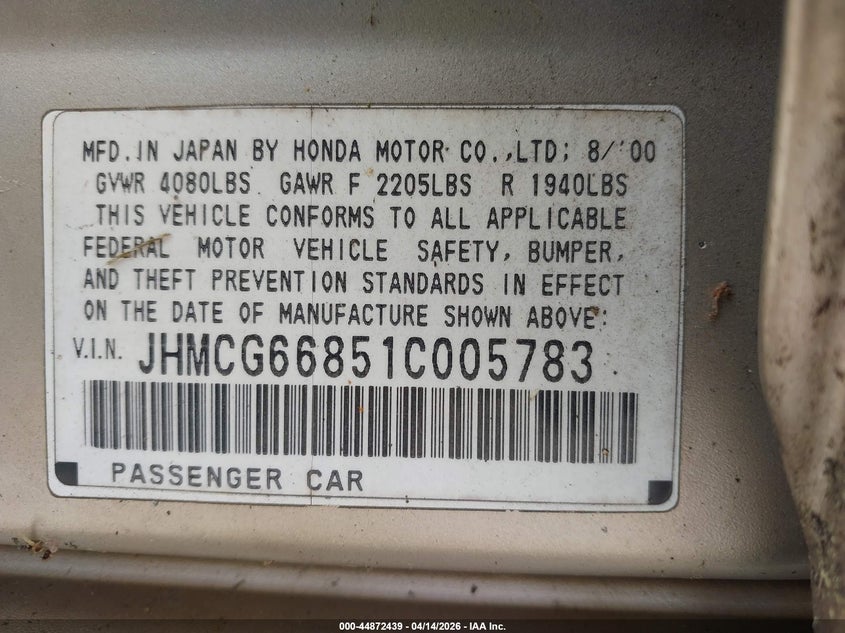 MFD. IN JAPAN BY HONDA MOTOR CO., LTD; 8/'00
GVWR 4080LBS GAWR F 2205LBS R 1940LBS
THIS VEHICLE CONFORMS TO ALL APPLICABLE
FEDERAL MOTOR VEHICLE SAFETY, BUMPER,
AND THEFT PREVENTION STANDARDS IN EFFECT
ON THE DATE OF MANUFACTURE SHOWN ABOVE:
V.I.N. JHMCG66851C005783
PASSENGER CAR
000-44872439 - 04/14/2026 - IAA Inc.